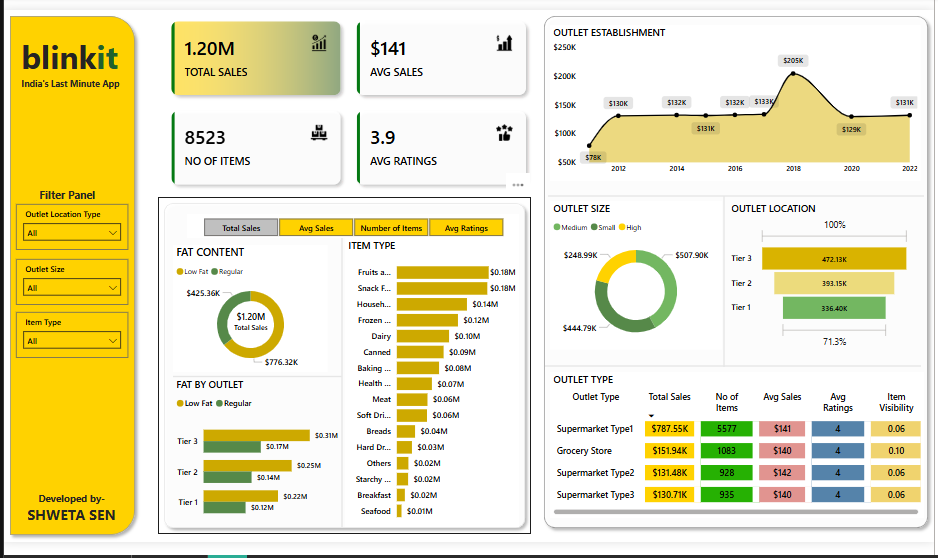 blinkit
India's Last Minute App
Filter Panel
Outlet Location Type
All
Outlet Size
All
Item Type
All
Developed by-
SHWETA SEN
1.20M
TOTAL SALES
$141
AVG SALES
8523
NO OF ITEMS
3.9
AVG RATINGS
Total Sales
Avg Sales
Number of Items
Avg Ratings
FAT CONTENT
Low Fat
Regular
$425.36K
$1.20M
Total Sales
$776.32K
FAT BY OUTLET
Low Fat
Regular
Tier 3
$0.31M
$0.17M
Tier 2
$0.25M
$0.14M
Tier 1
$0.22M
$0.12M
ITEM TYPE
Fruits a... $0.18M
Snack F... $0.18M
Househ... $0.14M
Frozen ... $0.12M
Dairy $0.10M
Canned $0.09M
Baking ... $0.08M
Health ... $0.07M
Meat $0.06M
Soft Dri... $0.06M
Breads $0.04M
Hard Dr... $0.03M
Others $0.02M
Starchy ... $0.02M
Breakfast $0.02M
Seafood $0.01M
OUTLET ESTABLISHMENT
$250K
$200K
$150K
$100K
$50K
$78K
$130K
$132K
$131K
$132K
$133K
$205K
$129K
$131K
2012
2014
2016
2018
2020
2022
OUTLET SIZE
Medium
Small
High
$248.99K
$507.90K
$444.79K
OUTLET LOCATION
100%
Tier 3 472.13K
Tier 2 393.15K
Tier 1 336.40K
71.3%
OUTLET TYPE
Outlet Type Total Sales No of Items Avg Sales Avg Ratings Item Visibility
Supermarket Type1 $787.55K 5577 $141 4 0.06
Grocery Store $151.94K 1083 $140 4 0.10
Supermarket Type2 $131.48K 928 $142 4 0.06
Supermarket Type3 $130.71K 935 $140 4 0.06